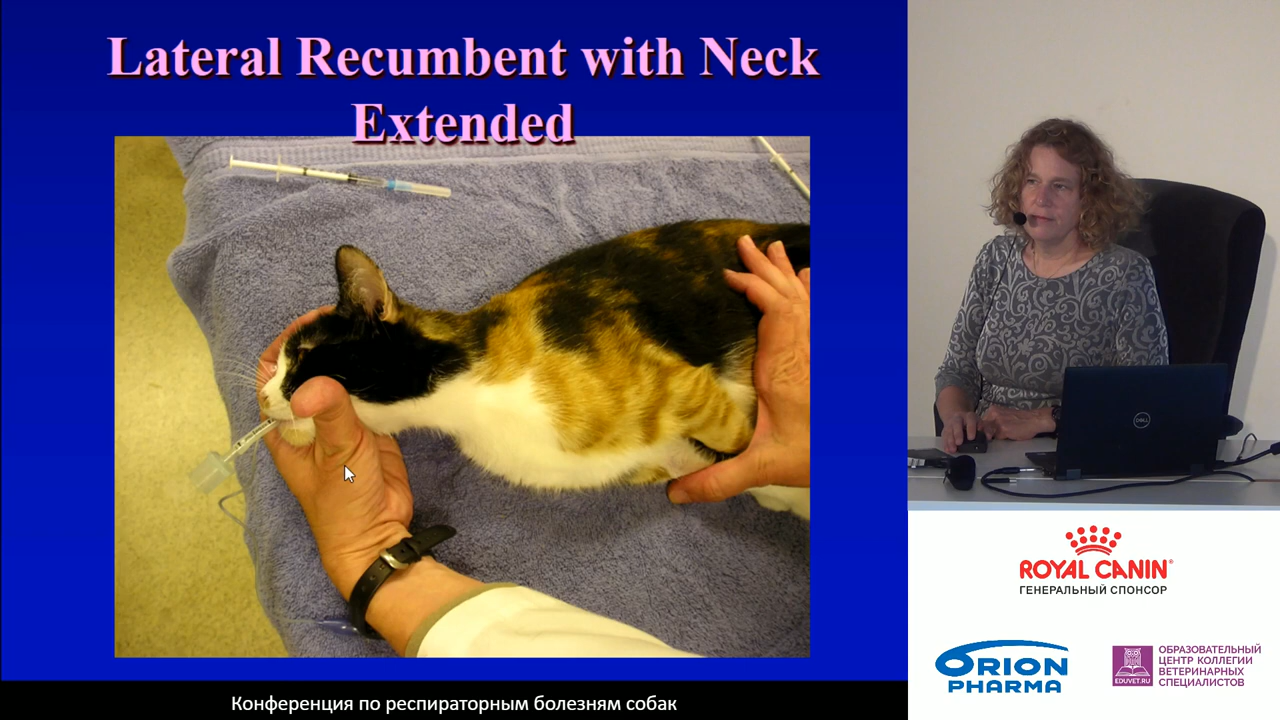 Lateral Recumbent with Neck
Extended
DELL
ROYAL CANIN®
ГЕНЕРАЛЬНЫЙ СПОНСОР
ORION
PHARMA
EDUVET.RU
ОБРАЗОВАТЕЛЬНЫЙ
ЦЕНТР КОЛЛЕГИИ
ВЕТЕРИНАРНЫХ
СПЕЦИАЛИСТОВ
Конференция по респираторным болезням собак